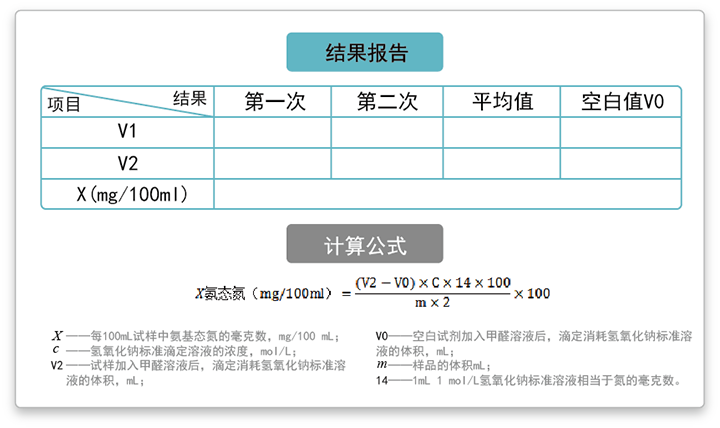 结果报告
结果
项目
第一次 第二次 平均值 空白值V0
V1
V2
X(mg/100ml)
计算公式
X氨态氮（mg/100ml）= (V2－V0)×C×14×100 / m×2 ×100
X——每100mL试样中氨基态氮的毫克数，mg/100 mL；
c——氢氧化钠标准滴定溶液的浓度，mol/L；
V2——试样加入甲醛溶液后，滴定消耗氢氧化钠标准溶
液的体积，mL；
V0——空白试剂加入甲醛溶液后，滴定消耗氢氧化钠标准溶
液的体积，mL；
m——样品的体积mL；
14——1mL 1 mol/L氢氧化钠标准溶液相当于氮的毫克数。